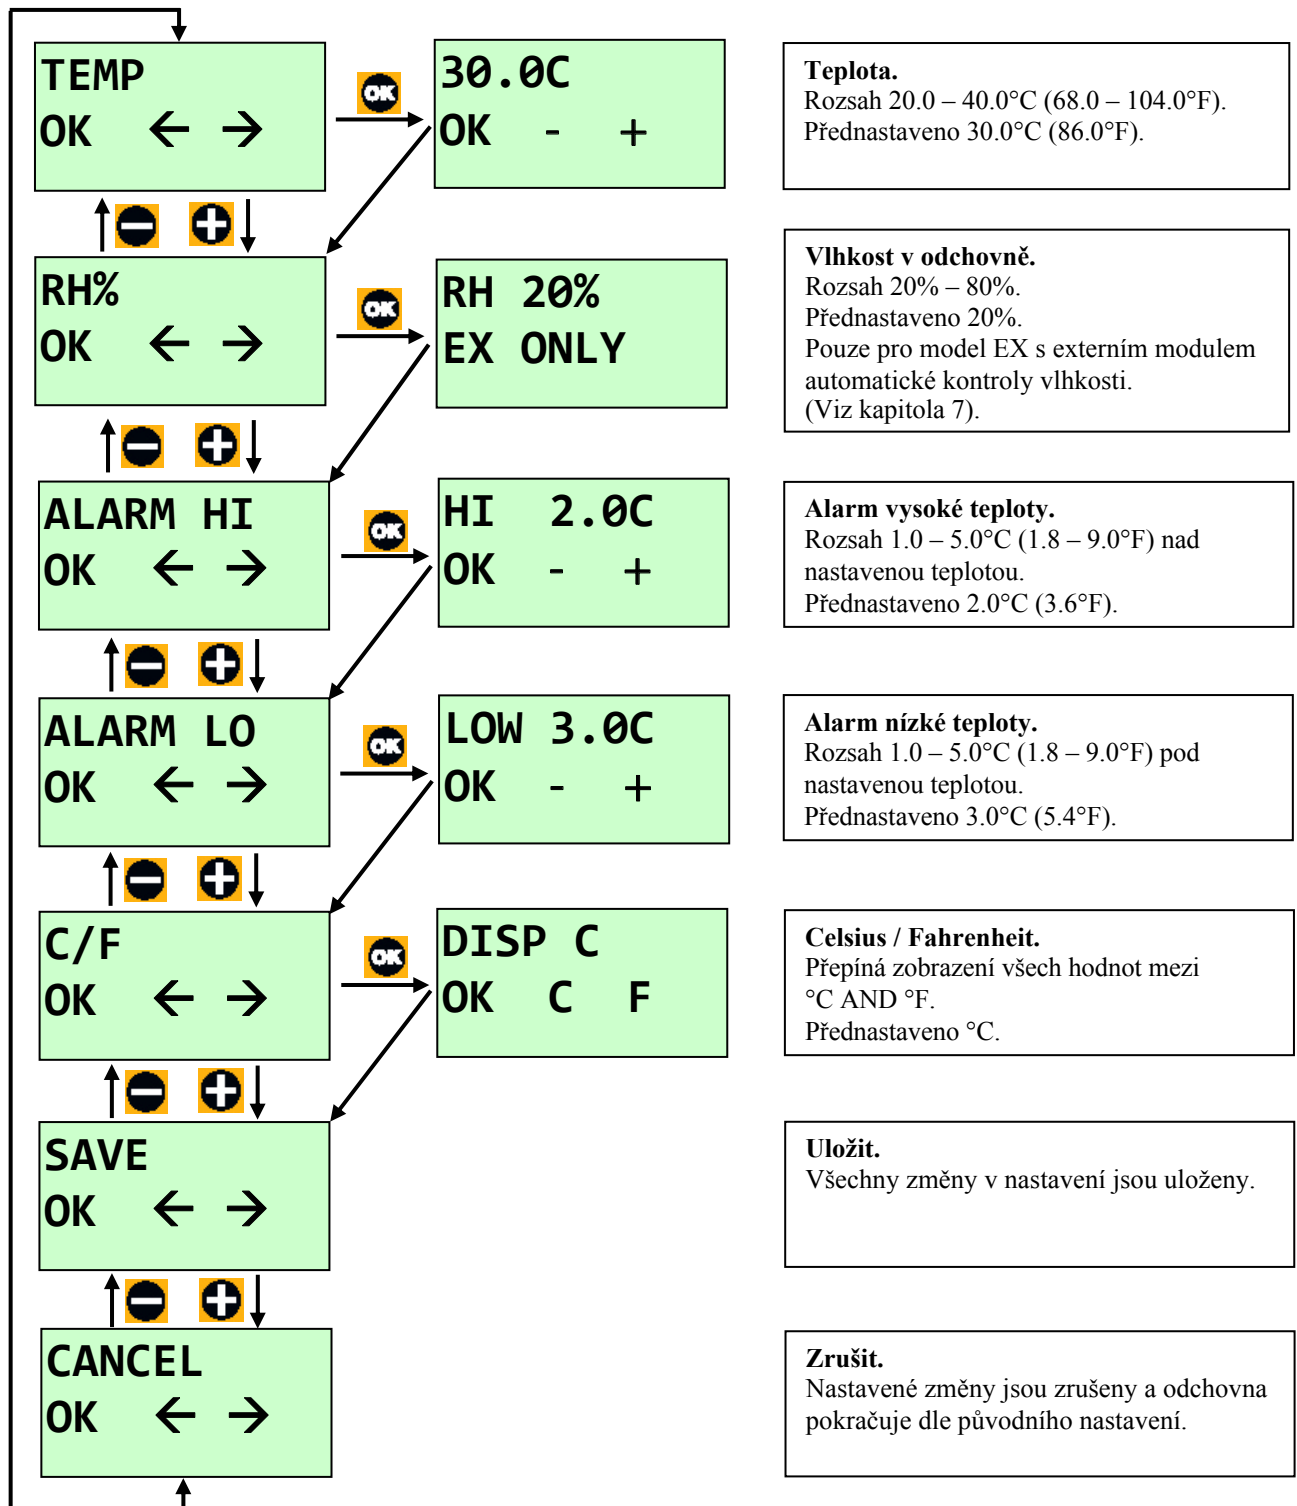 TEMP
OK ← →
OK
30.0C
OK - +
Teplota.
Rozsah 20.0 – 40.0°C (68.0 – 104.0°F).
Přednastaveno 30.0°C (86.0°F).
RH%
OK ← →
OK
RH 20%
EX ONLY
Vlhkost v odchovně.
Rozsah 20% – 80%.
Přednastaveno 20%.
Pouze pro model EX s externím modulem
automatické kontroly vlhkosti.
(Viz kapitola 7).
ALARM HI
OK ← →
OK
HI 2.0C
OK - +
Alarm vysoké teploty.
Rozsah 1.0 – 5.0°C (1.8 – 9.0°F) nad
nastavenou teplotou.
Přednastaveno 2.0°C (3.6°F).
ALARM LO
OK ← →
OK
LOW 3.0C
OK - +
Alarm nízké teploty.
Rozsah 1.0 – 5.0°C (1.8 – 9.0°F) pod
nastavenou teplotou.
Přednastaveno 3.0°C (5.4°F).
C/F
OK ← →
OK
DISP C
OK C F
Celsius / Fahrenheit.
Přepíná zobrazení všech hodnot mezi
°C AND °F.
Přednastaveno °C.
SAVE
OK ← →
Uložit.
Všechny změny v nastavení jsou uloženy.
CANCEL
OK ← →
Zrušit.
Nastavené změny jsou zrušeny a odchovna
pokračuje dle původního nastavení.